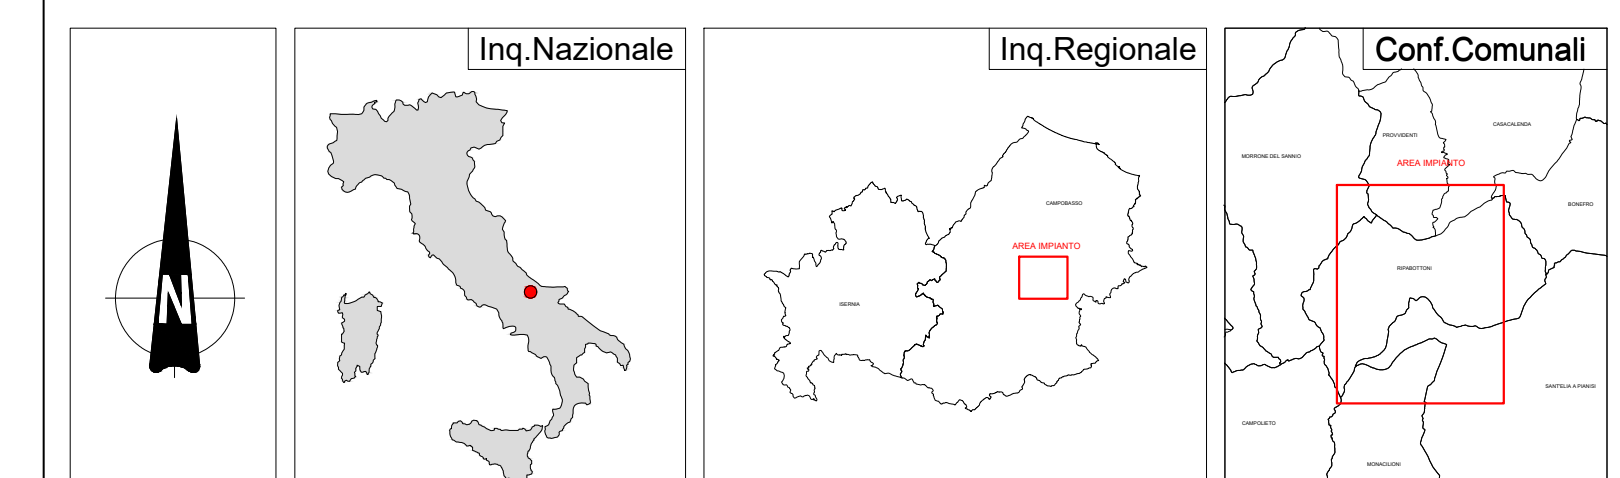 N
Inq.Nazionale
Inq.Regionale
CAMPOBASSO
AREA IMPIANTO
ISERNIA
Conf.Comunali
CASACALENDA
PROVVIDENTI
MORRONE DEL SANNIO
AREA IMPIANTO
BONEFRO
RIPABOTTONI
SANT'ELIA A PIANISI
CAMPOLIETO
MONACILIONI